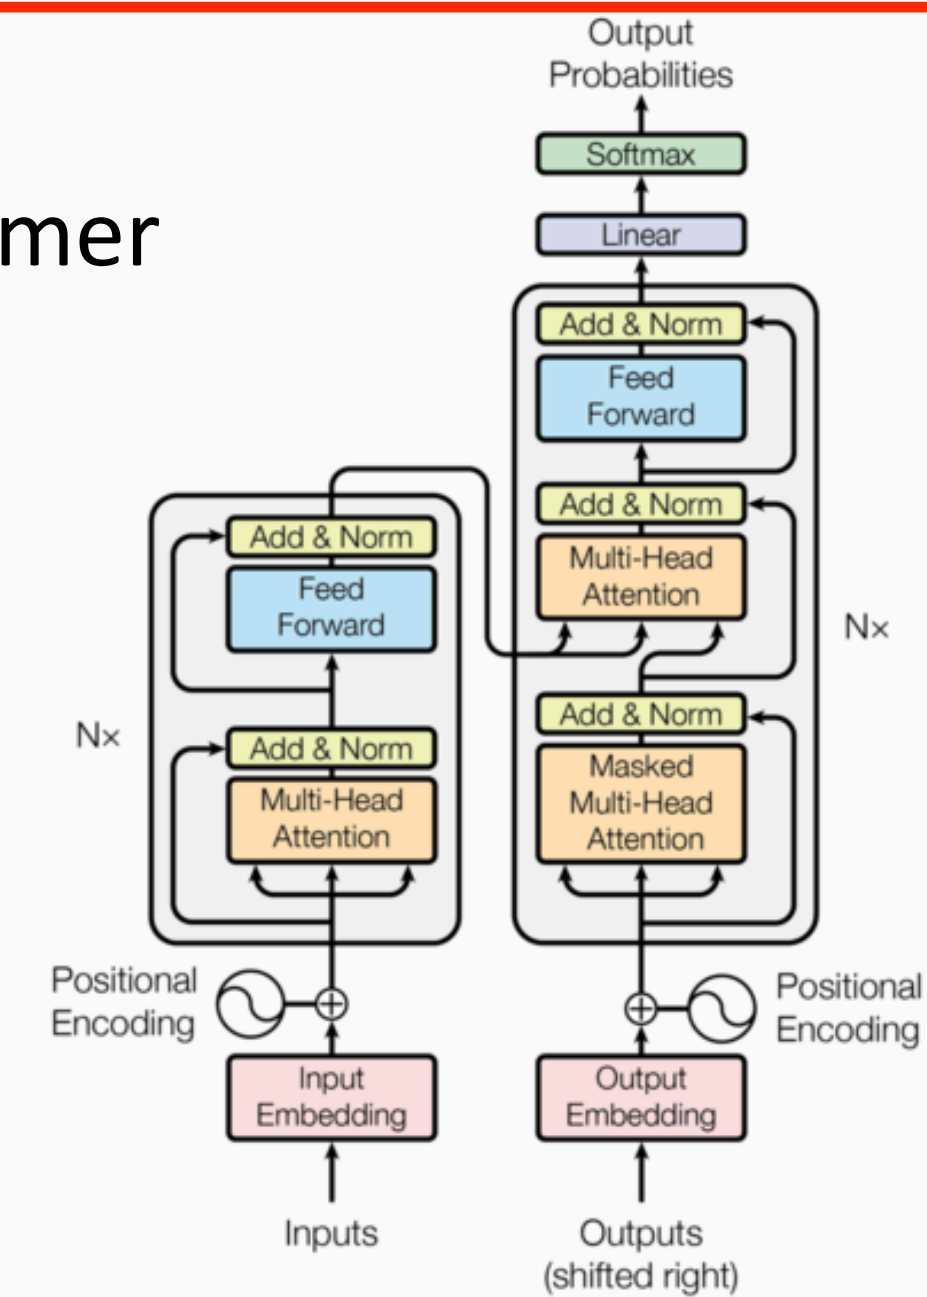 mer
Output
Probabilities
Softmax
Linear
Add & Norm
Feed
Forward
Add & Norm
Multi-Head
Attention
Nx
Add & Norm
Masked
Multi-Head
Attention
Add & Norm
Feed
Forward
Nx
Add & Norm
Multi-Head
Attention
Positional
Encoding
Positional
Encoding
Input
Embedding
Output
Embedding
Inputs
Outputs
(shifted right)